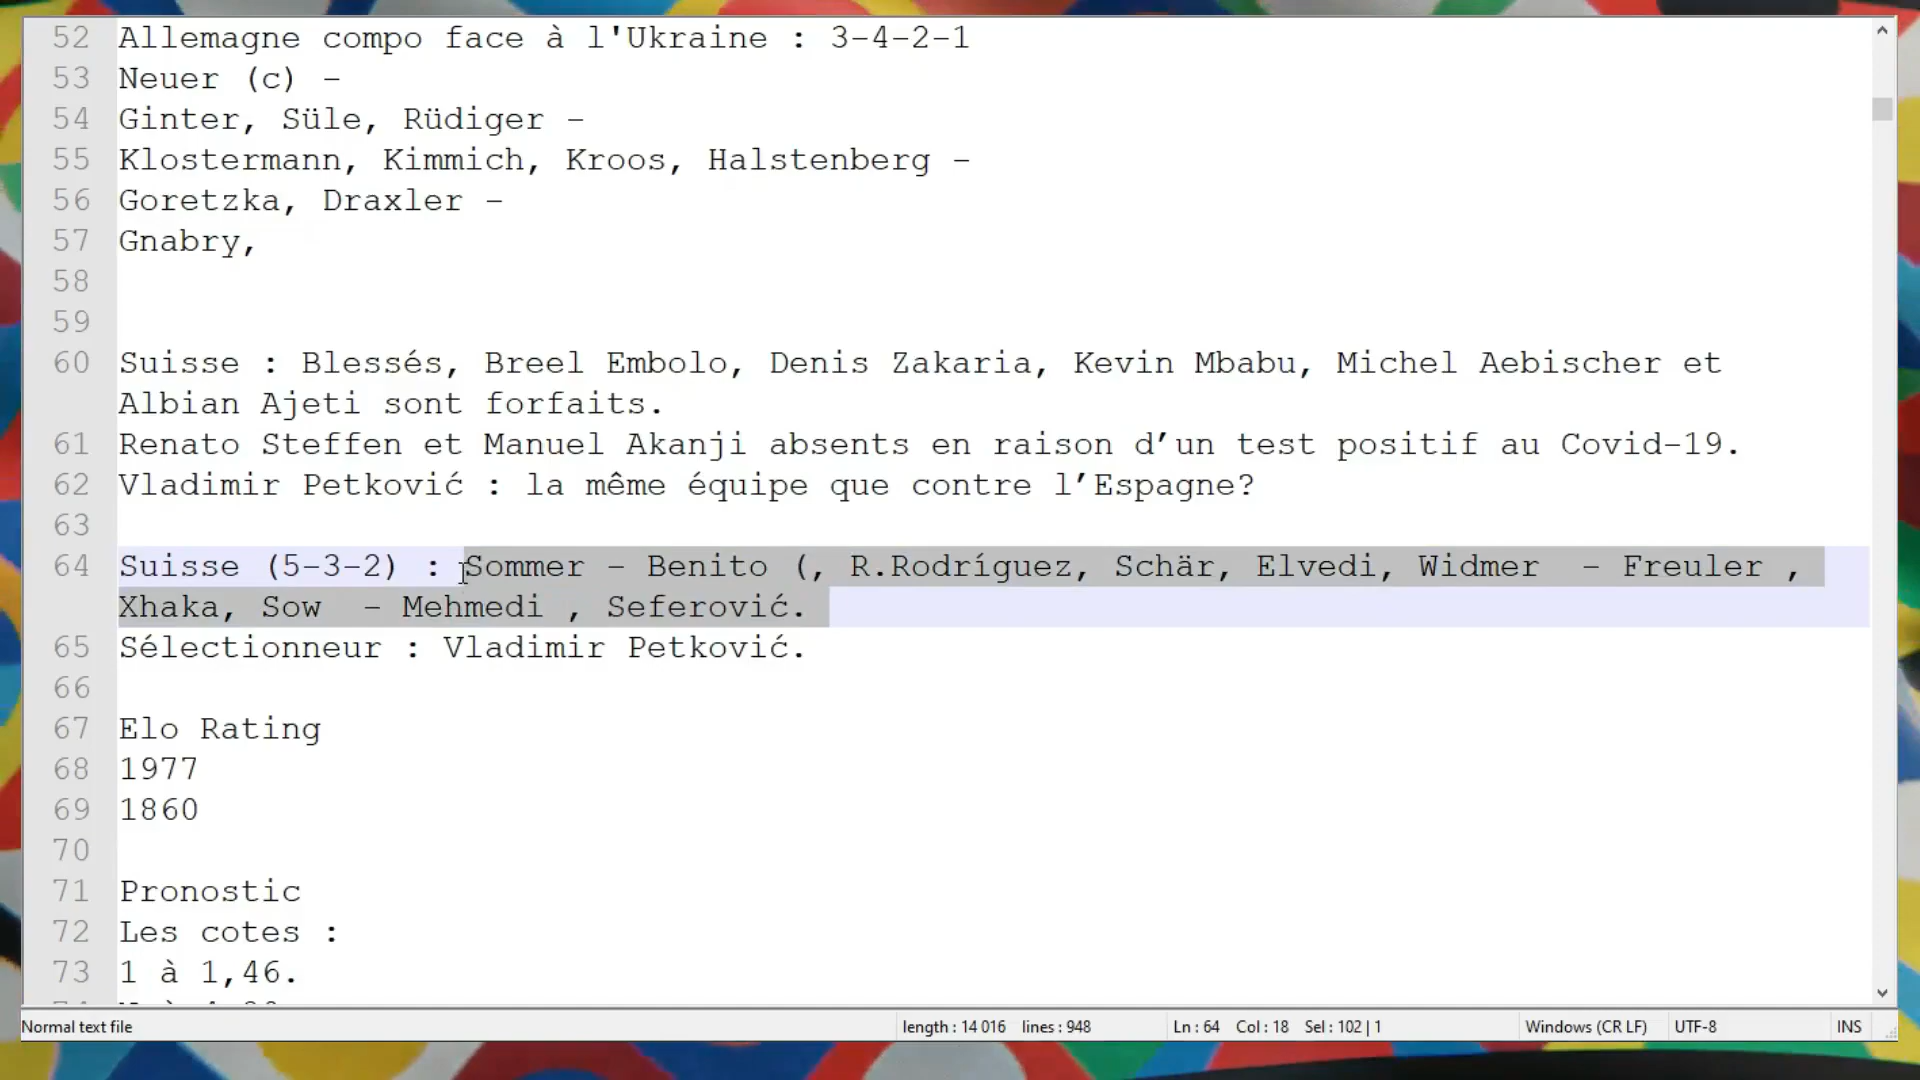 52 Allemagne compo face à l'Ukraine : 3-4-2-1
53 Neuer (c) -
54 Ginter, Süle, Rüdiger -
55 Klostermann, Kimmich, Kroos, Halstenberg -
56 Goretzka, Draxler -
57 Gnabry,
58
59
60 Suisse : Blessés, Breel Embolo, Denis Zakaria, Kevin Mbabu, Michel Aebischer et
Albian Ajeti sont forfaits.
61 Renato Steffen et Manuel Akanji absents en raison d’un test positif au Covid-19.
62 Vladimir Petković : la même équipe que contre l’Espagne?
63
64 Suisse (5-3-2) : Sommer - Benito (, R.Rodríguez, Schär, Elvedi, Widmer  - Freuler ,
Xhaka, Sow  - Mehmedi , Seferović.
65 Sélectionneur : Vladimir Petković.
66
67 Elo Rating
68 1977
69 1860
70
71 Pronostic
72 Les cotes :
73 1 à 1,46.
Normal text file length : 14 016 lines : 948 Ln : 64 Col : 18 Sel : 102 | 1 Windows (CR LF) UTF-8 INS